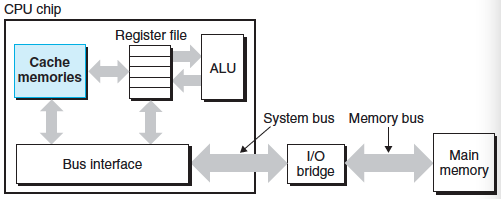 CPU chip
Register file
Cache
memories
ALU
System bus
Memory bus
Bus interface
I/O
bridge
Main
memory